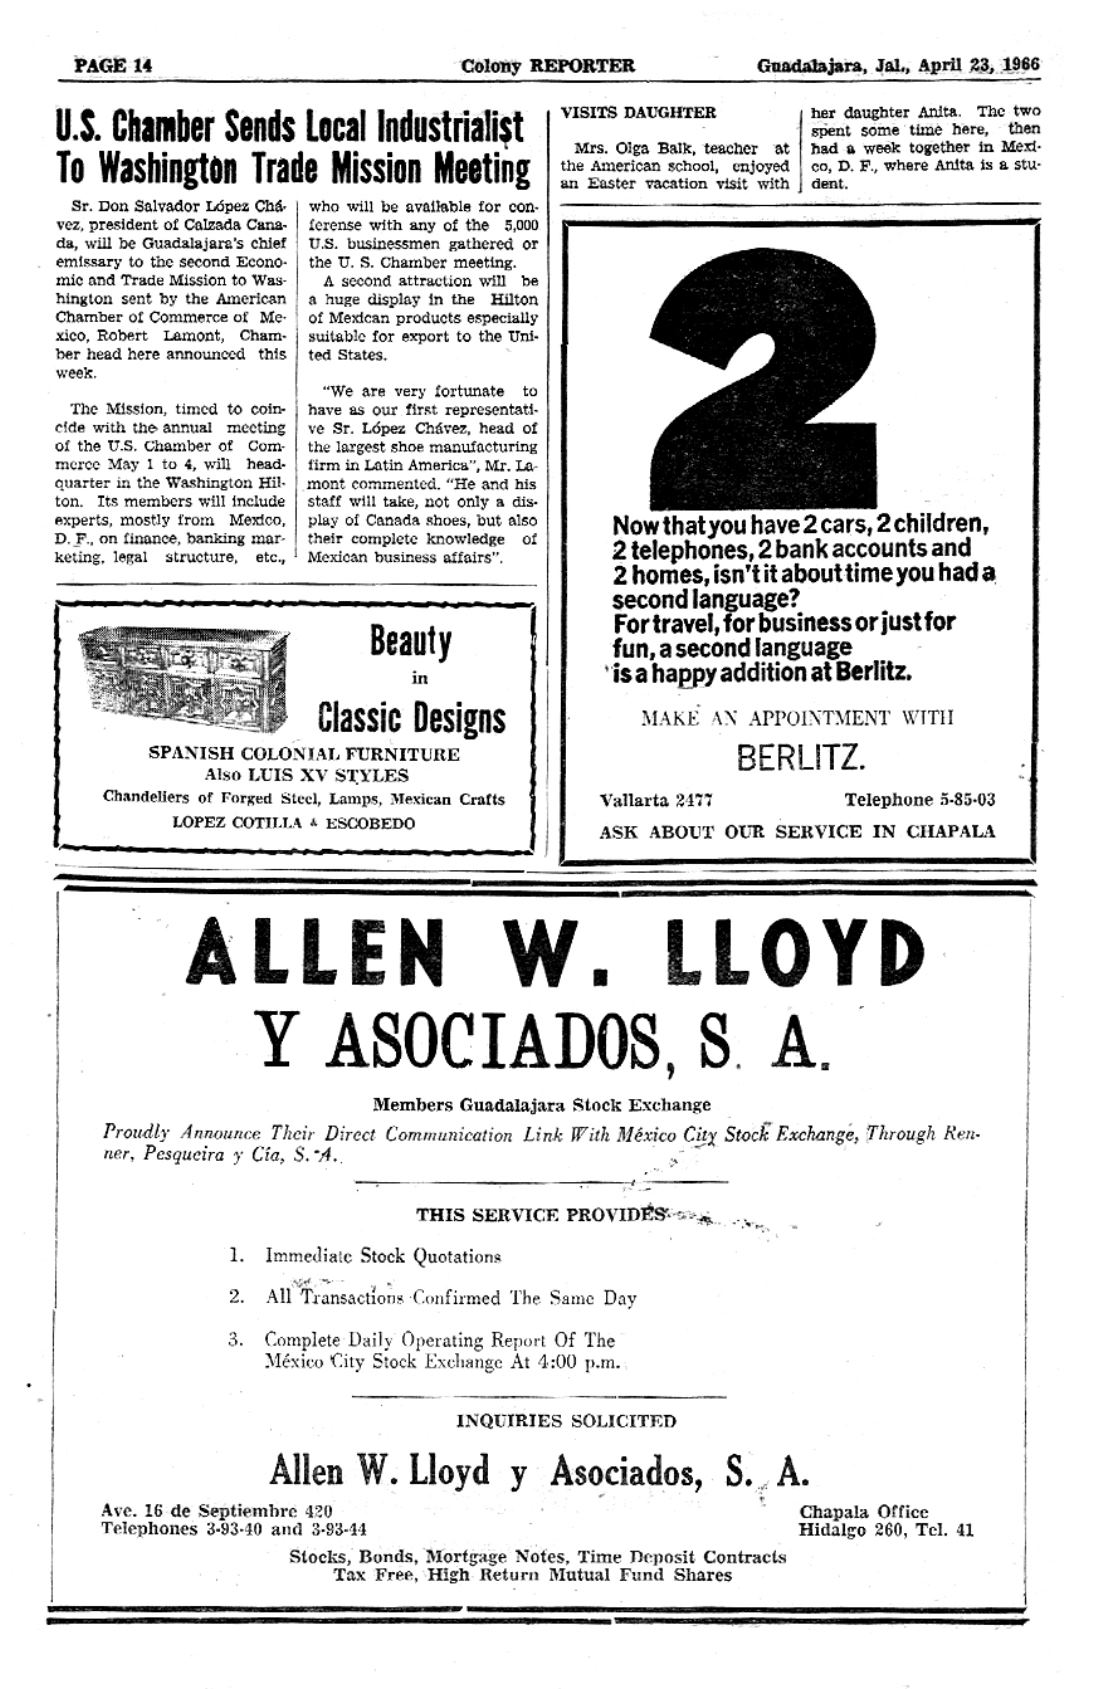 PAGE 14
Colony REPORTER
Guadalajara, Jal., April 23, 1966
U.S. Chamber Sends Local Industrialist
To Washington Trade Mission Meeting
Sr. Don Salvador López Chá-
vez, president of Calzada Cana-
da, will be Guadalajara's chief
emissary to the second Econo-
mic and Trade Mission to Was-
hington sent by the American
Chamber of Commerce of Me-
xico, Robert Lamont, Cham-
ber head here announced this
week.
The Mission, timed to coin-
cide with the annual meeting
of the U.S. Chamber of Com-
merce May 1 to 4, will head-
quarter in the Washington Hil-
ton. Its members will include
experts, mostly from Mexico,
D. F., on finance, banking mar-
keting, legal structure, etc.,
who will be available for con-
ference with any of the 5,000
U.S. businessmen gathered or
the U. S. Chamber meeting.
A second attraction will be
a huge display in the Hilton
of Mexican products especially
suitable for export to the Uni-
ted States.
"We are very fortunate to
have as our first representati-
ve Sr. López Chávez, head of
the largest shoe manufacturing
firm in Latin America", Mr. La-
mont commented. "He and his
staff will take, not only a dis-
play of Canada shoes, but also
their complete knowledge of
Mexican business affairs".
VISITS DAUGHTER
Mrs. Olga Balk, teacher at
the American school, enjoyed
an Easter vacation visit with
her daughter Anita. The two
spent some time here, then
had a week together in Mexi-
co, D. F., where Anita is a stu-
dent.
Beauty
in
Classic Designs
SPANISH COLONIAL FURNITURE
Also LUIS XV STYLES
Chandeliers of Forged Steel, Lamps, Mexican Crafts
LOPEZ COTILLA & ESCOBEDO
2
Now that you have 2 cars, 2 children,
2 telephones, 2 bank accounts and
2 homes, isn't it about time you had a
second language?
For travel, for business or just for
fun, a second language
is a happy addition at Berlitz.
MAKE AN APPOINTMENT WITH
BERLITZ.
Vallarta 2477
Telephone 5-85-03
ASK ABOUT OUR SERVICE IN CHAPALA
ALLEN W. LLOYD
Y ASOCIADOS, S. A.
Members Guadalajara Stock Exchange
Proudly Announce Their Direct Communication Link With México City Stock Exchange, Through Ren-
ner, Pesqueira y Cía, S. A.
THIS SERVICE PROVIDES
1. Immediate Stock Quotations
2. All Transactions Confirmed The Same Day
3. Complete Daily Operating Report Of The
México City Stock Exchange At 4:00 p.m.
INQUIRIES SOLICITED
Allen W. Lloyd y Asociados, S. A.
Ave. 16 de Septiembre 420
Telephones 3-93-40 and 3-93-44
Chapala Office
Hidalgo 260, Tel. 41
Stocks, Bonds, Mortgage Notes, Time Deposit Contracts
Tax Free, High Return Mutual Fund Shares